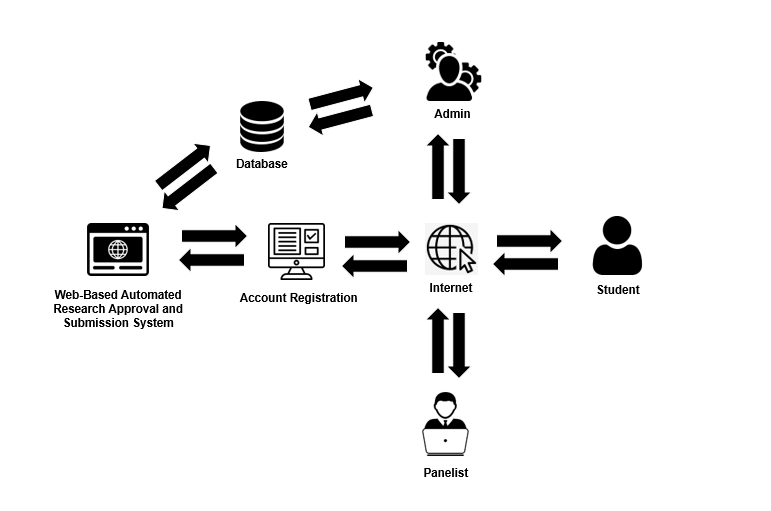 Admin
Database
Web-Based Automated
Research Approval and
Submission System
Account Registration
Internet
Student
Panelist